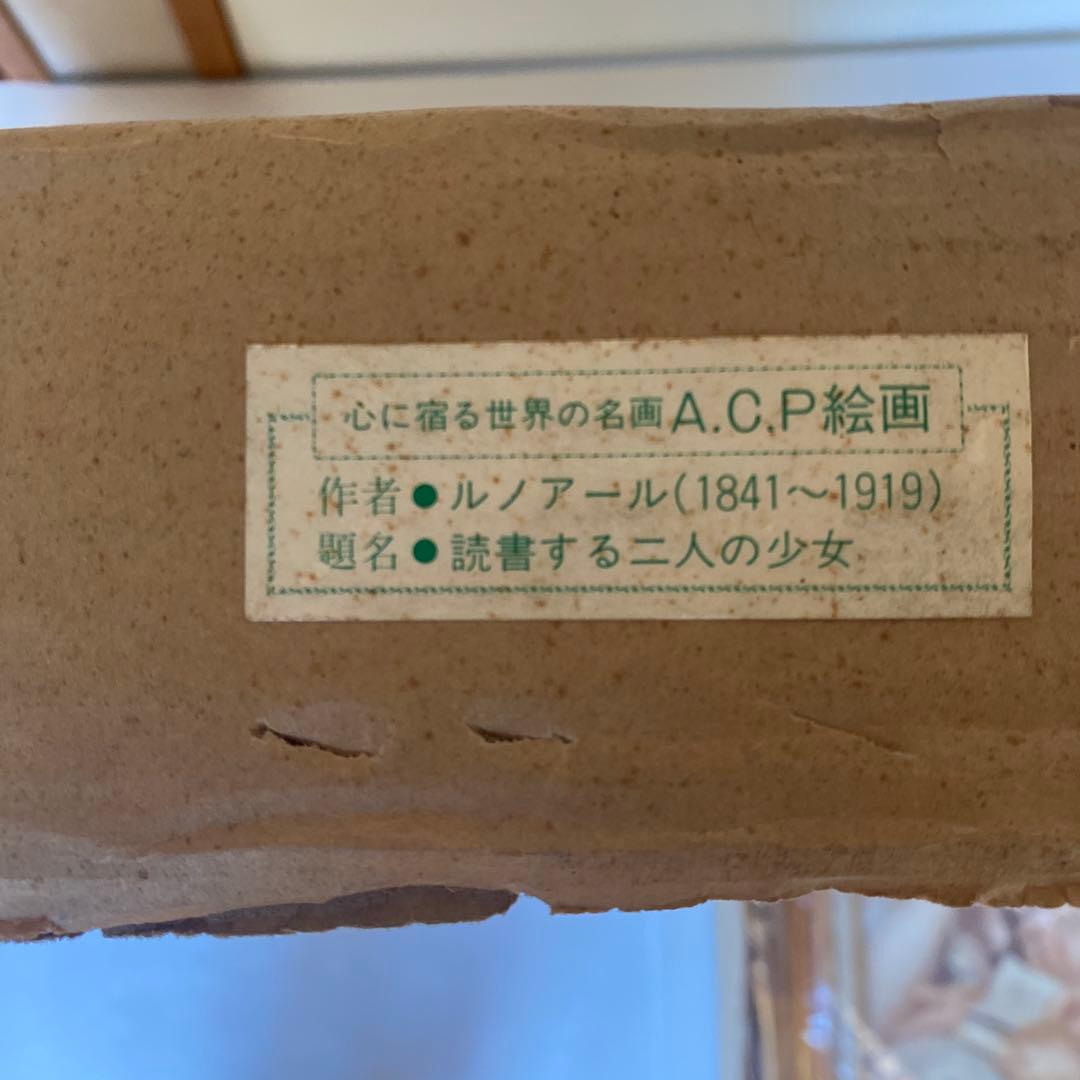 心に宿る世界の名画A.C.P絵画
作者●ルノアール(1841〜1919)
題名●読書する二人の少女